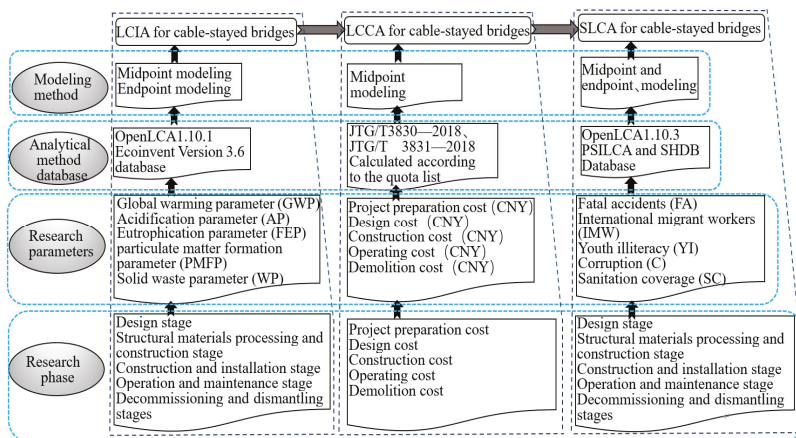 LCIA for cable-stayed bridges
LCCA for cable-stayed bridges
SLCA for cable-stayed bridges
Modeling
method
Midpoint modeling
Endpoint modeling
Midpoint
modeling
Midpoint and
endpoint、modeling
Analytical
method
database
OpenLCA1.10.1
Ecoinvent Version 3.6
database
JTG/T3830—2018、
JTG/T 3831—2018
Calculated according
to the quota list
OpenLCA1.10.3
PSILCA and SHDB
Database
Research
parameters
Global warming parameter (GWP)
Acidification parameter (AP)
Eutrophication parameter (FEP)
particulate matter formation
parameter (PMFP)
Solid waste parameter (WP)
Project preparation cost (CNY)
Design cost (CNY)
Construction cost (CNY)
Operating cost (CNY)
Demolition cost (CNY)
Fatal accidents (FA)
International migrant workers
(IMW)
Youth illiteracy (YI)
Corruption (C)
Sanitation coverage (SC)
Research
phase
Design stage
Structural materials processing and
construction stage
Construction and installation stage
Operation and maintenance stage
Decommissioning and dismantling
stages
Project preparation cost
Design cost
Construction cost
Operating cost
Demolition cost
Design stage
Structural materials processing and
construction stage
Construction and installation stage
Operation and maintenance stage
Decommissioning and dismantling
stages